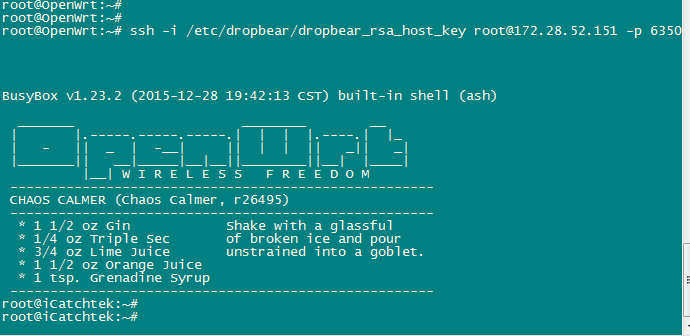 root@OpenWrt:~#
root@OpenWrt:~#
root@OpenWrt:~# ssh -i /etc/dropbear/dropbear_rsa_host_key root@172.28.52.151 -p 6350
BusyBox v1.23.2 (2015-12-28 19:42:13 CST) built-in shell (ash)
OpenWrt
W I R E L E S S   F R E E D O M
-----------------------------------------------------
CHAOS CALMER (Chaos Calmer, r26495)
-----------------------------------------------------
* 1 1/2 oz Gin            Shake with a glassful
* 1/4 oz Triple Sec       of broken ice and pour
* 3/4 oz Lime Juice       unstrained into a goblet.
* 1 1/2 oz Orange Juice
* 1 tsp. Grenadine Syrup
-----------------------------------------------------
root@iCatchtek:~#
root@iCatchtek:~#